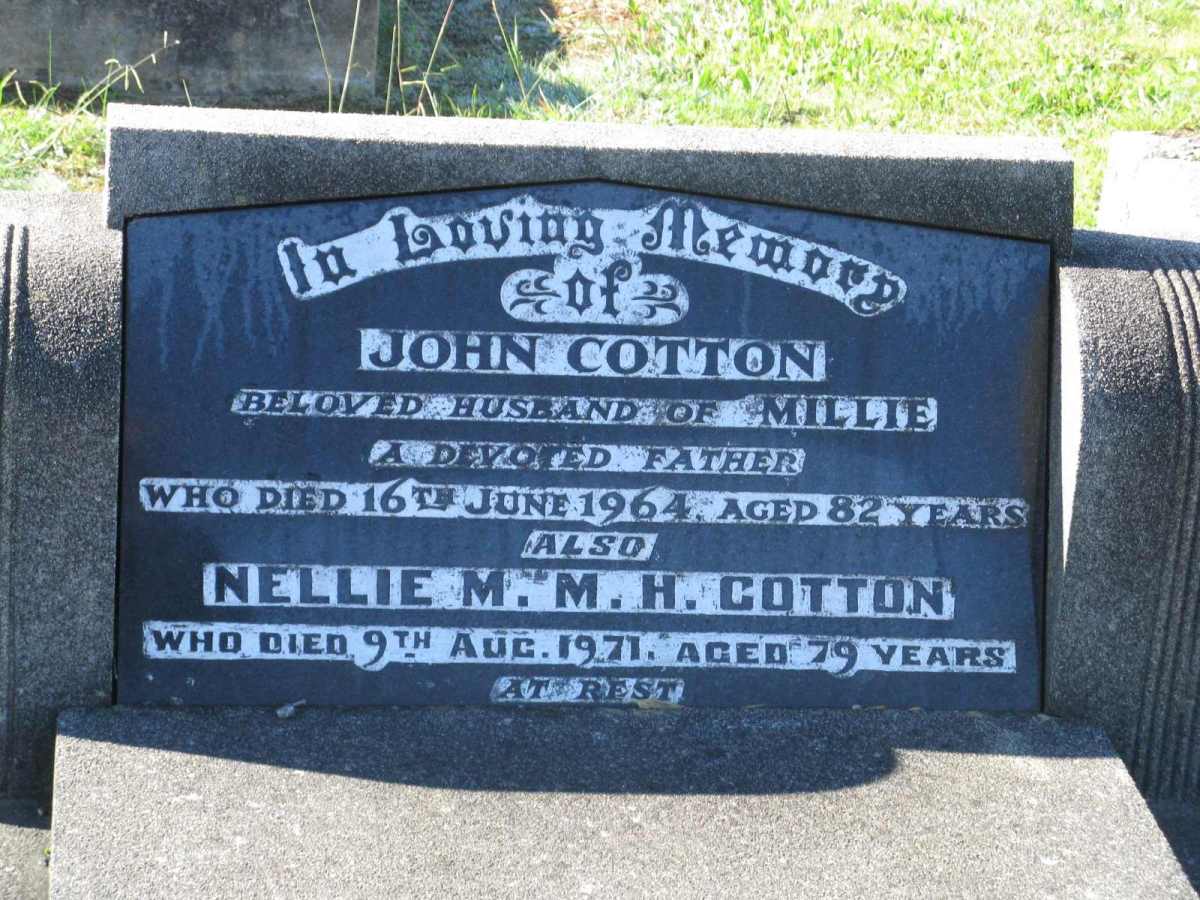 In Loving Memory
of
JOHN COTTON
BELOVED HUSBAND OF MILLIE
A DEVOTED FATHER
WHO DIED 16TH JUNE 1964. AGED 82 YEARS
ALSO
NELLIE M. M. H. COTTON
WHO DIED 9TH AUG. 1971. AGED 79 YEARS
AT REST